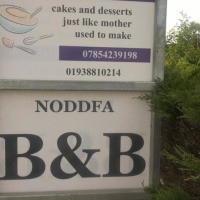 cakes and desserts
just like mother
used to make
07854239198
01938810214
NODDFA
B&B